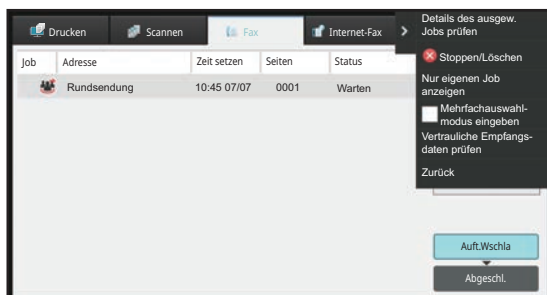 Drucken
Scannen
Fax
Internet-Fax
Job Adresse Zeit setzen Seiten Status
Rundsendung 10:45 07/07 0001 Warten
Details des ausgew.
Jobs prüfen
Stoppen/Löschen
Nur eigenen Job
anzeigen
Mehrfachauswahl-
modus eingeben
Vertrauliche Empfangs-
daten prüfen
Zurück
Auft.Wschla
Abgeschl.